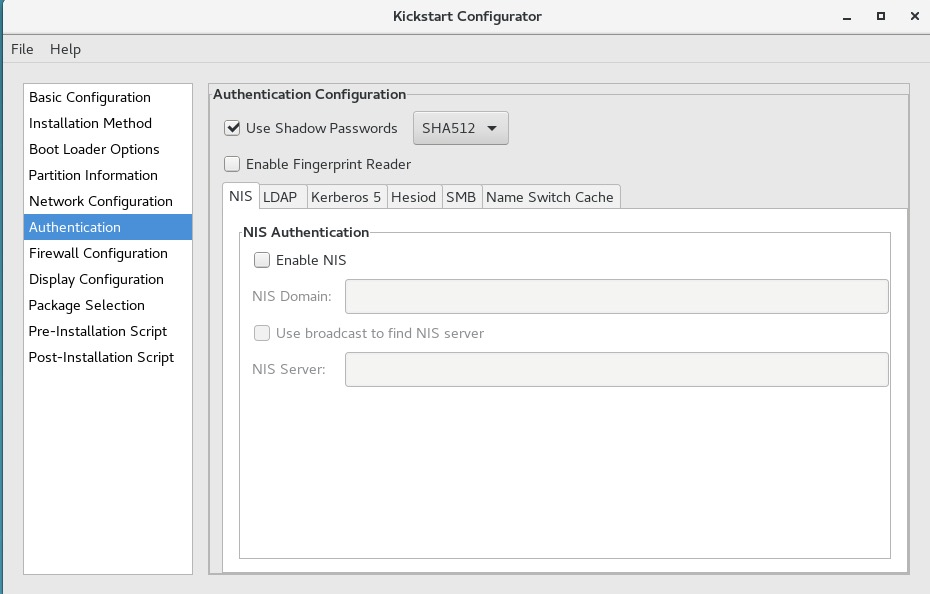 Kickstart Configurator
File Help
Basic Configuration
Installation Method
Boot Loader Options
Partition Information
Network Configuration
Authentication
Firewall Configuration
Display Configuration
Package Selection
Pre-Installation Script
Post-Installation Script
Authentication Configuration
Use Shadow Passwords SHA512
Enable Fingerprint Reader
NIS LDAP Kerberos 5 Hesiod SMB Name Switch Cache
NIS Authentication
Enable NIS
NIS Domain:
Use broadcast to find NIS server
NIS Server: